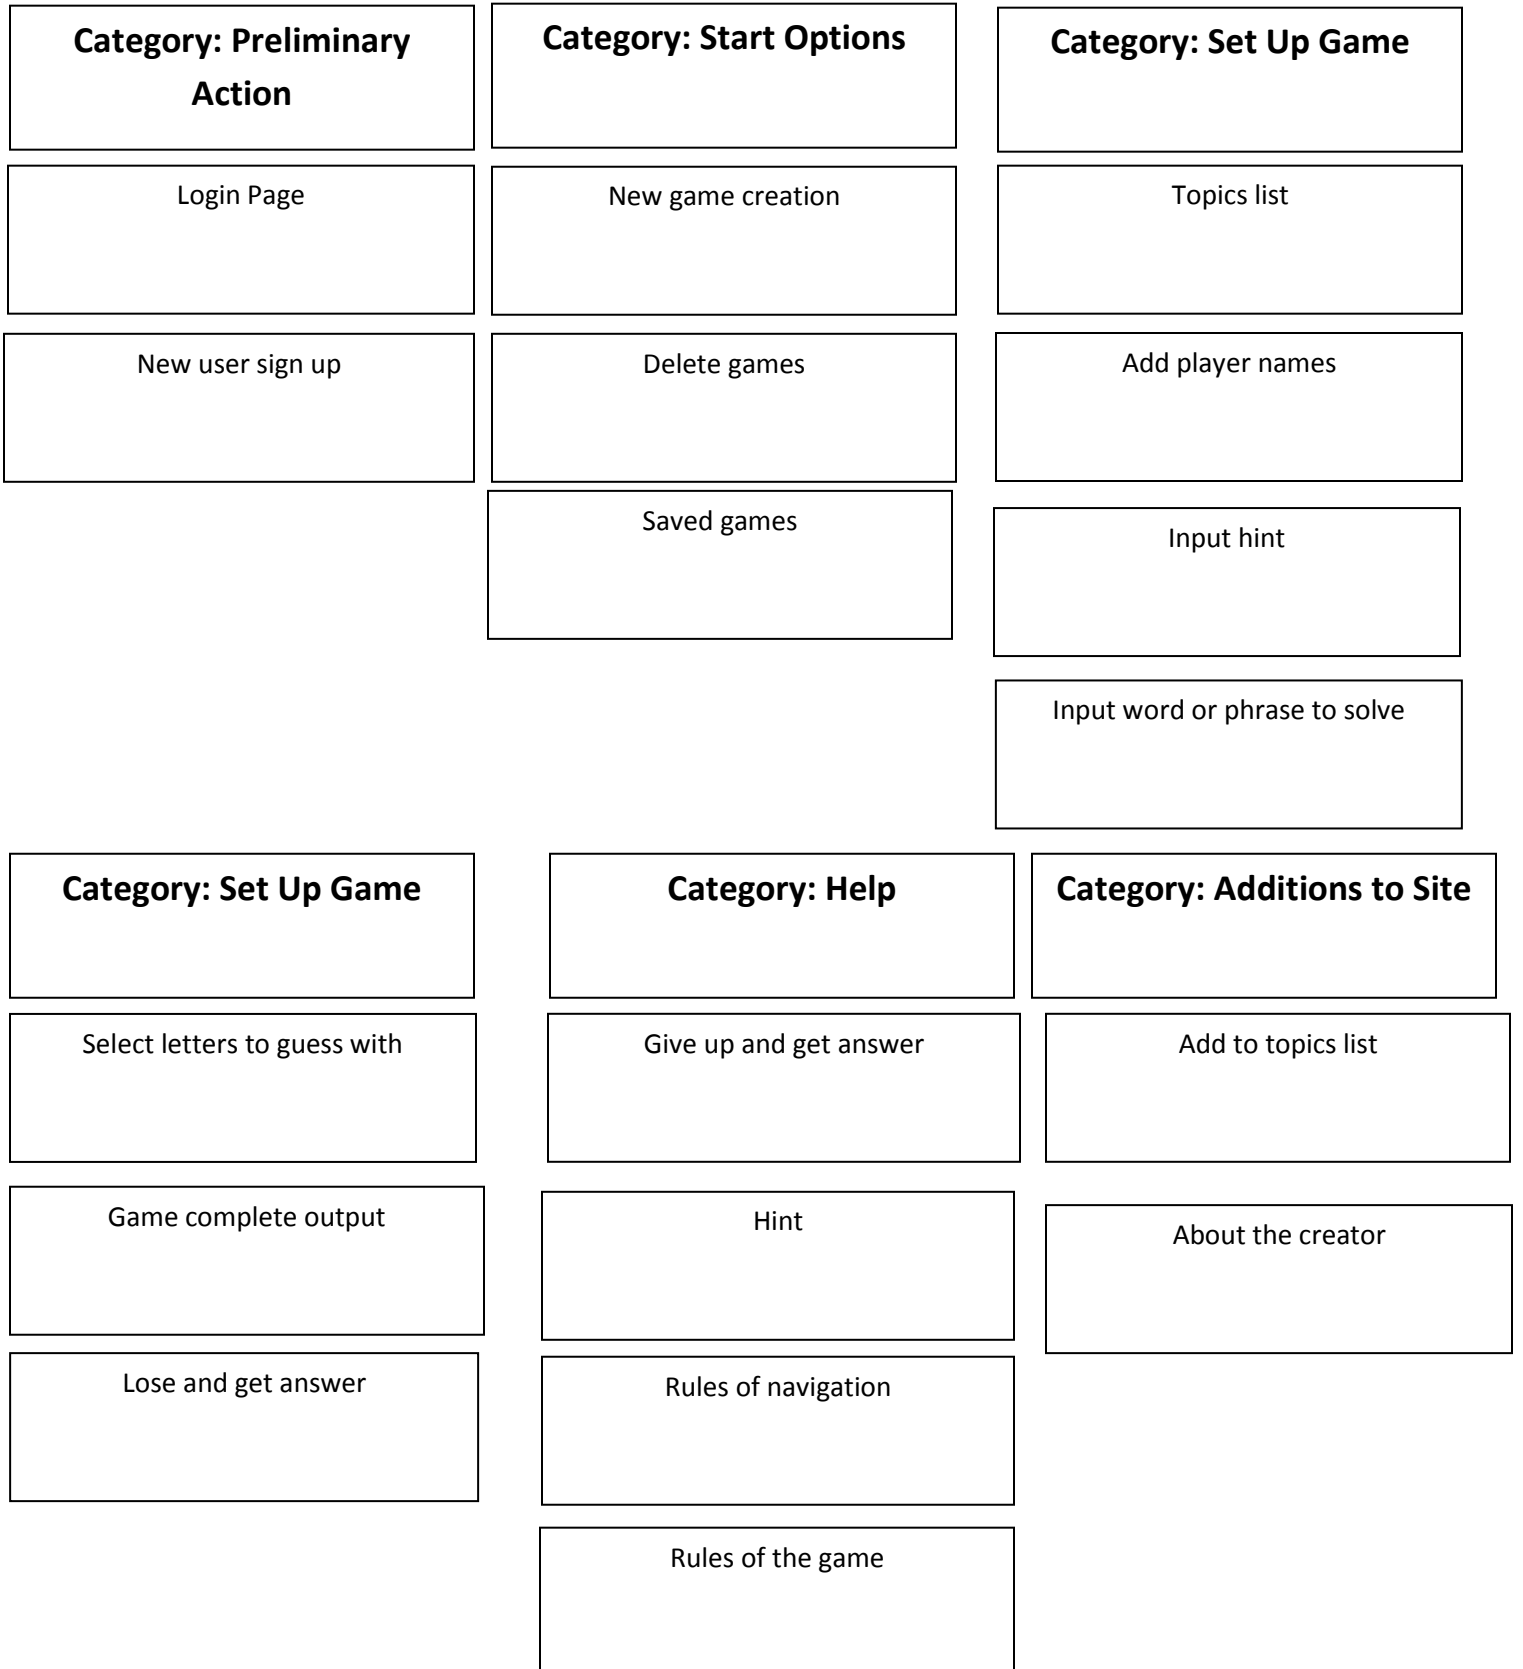 Category: Preliminary
Action
Login Page
New user sign up
Category: Start Options
New game creation
Delete games
Saved games
Category: Set Up Game
Topics list
Add player names
Input hint
Input word or phrase to solve
Category: Set Up Game
Select letters to guess with
Game complete output
Lose and get answer
Category: Help
Give up and get answer
Hint
Rules of navigation
Rules of the game
Category: Additions to Site
Add to topics list
About the creator